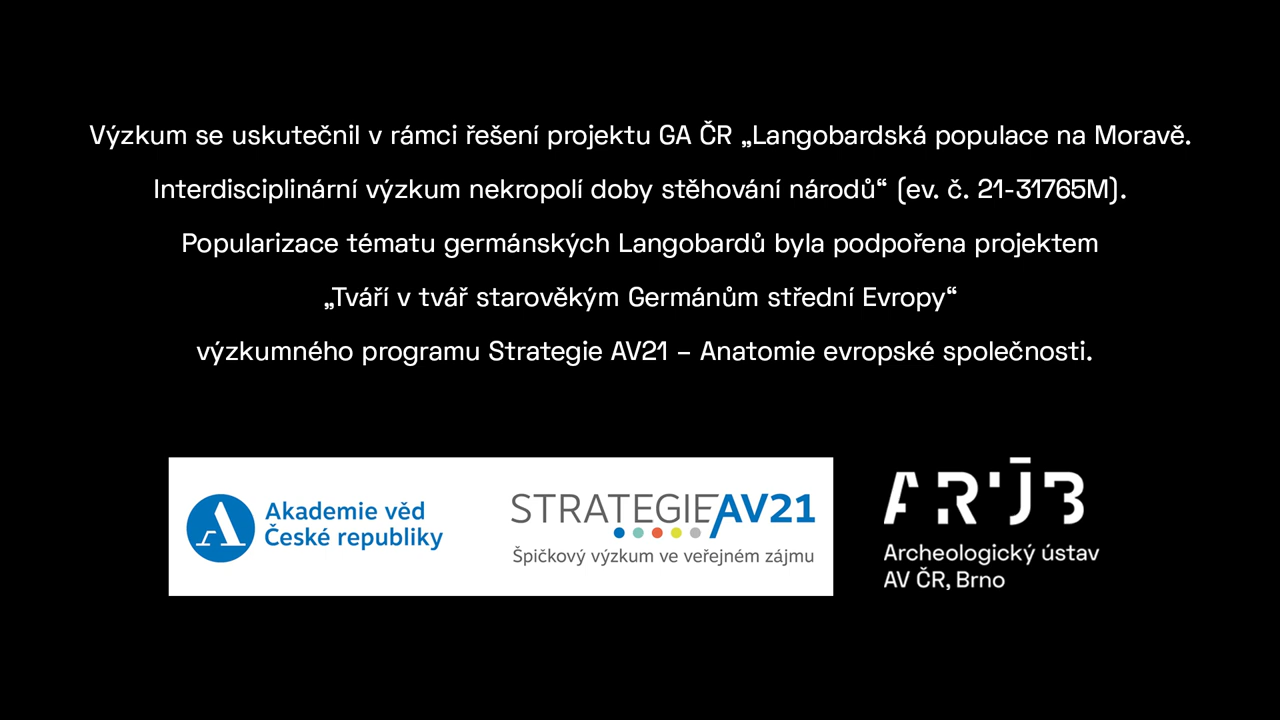 Výzkum se uskutečnil v rámci řešení projektu GA ČR „Langobardská populace na Moravě.
Interdisciplinární výzkum nekropolí doby stěhování národů“ (ev. č. 21-31765M).
Popularizace tématu germánských Langobardů byla podpořena projektem
„Tváří v tvář starověkým Germánům střední Evropy“
výzkumného programu Strategie AV21 – Anatomie evropské společnosti.
Akademie věd
České republiky
STRATEGIE AV21
Špičkový výzkum ve veřejném zájmu
ARÚB
Archeologický ústav
AV ČR, Brno